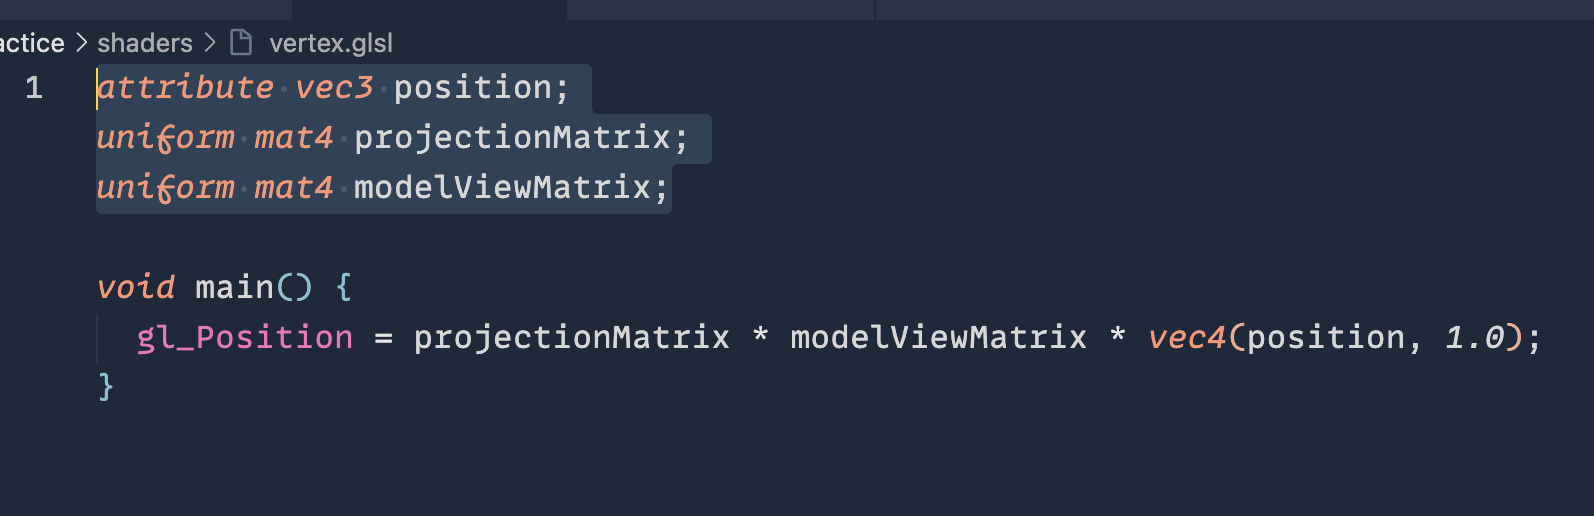 actice > shaders > vertex.glsl
1 attribute vec3 position;
uniform mat4 projectionMatrix;
uniform mat4 modelViewMatrix;
void main() {
gl_Position = projectionMatrix * modelViewMatrix * vec4(position, 1.0);
}